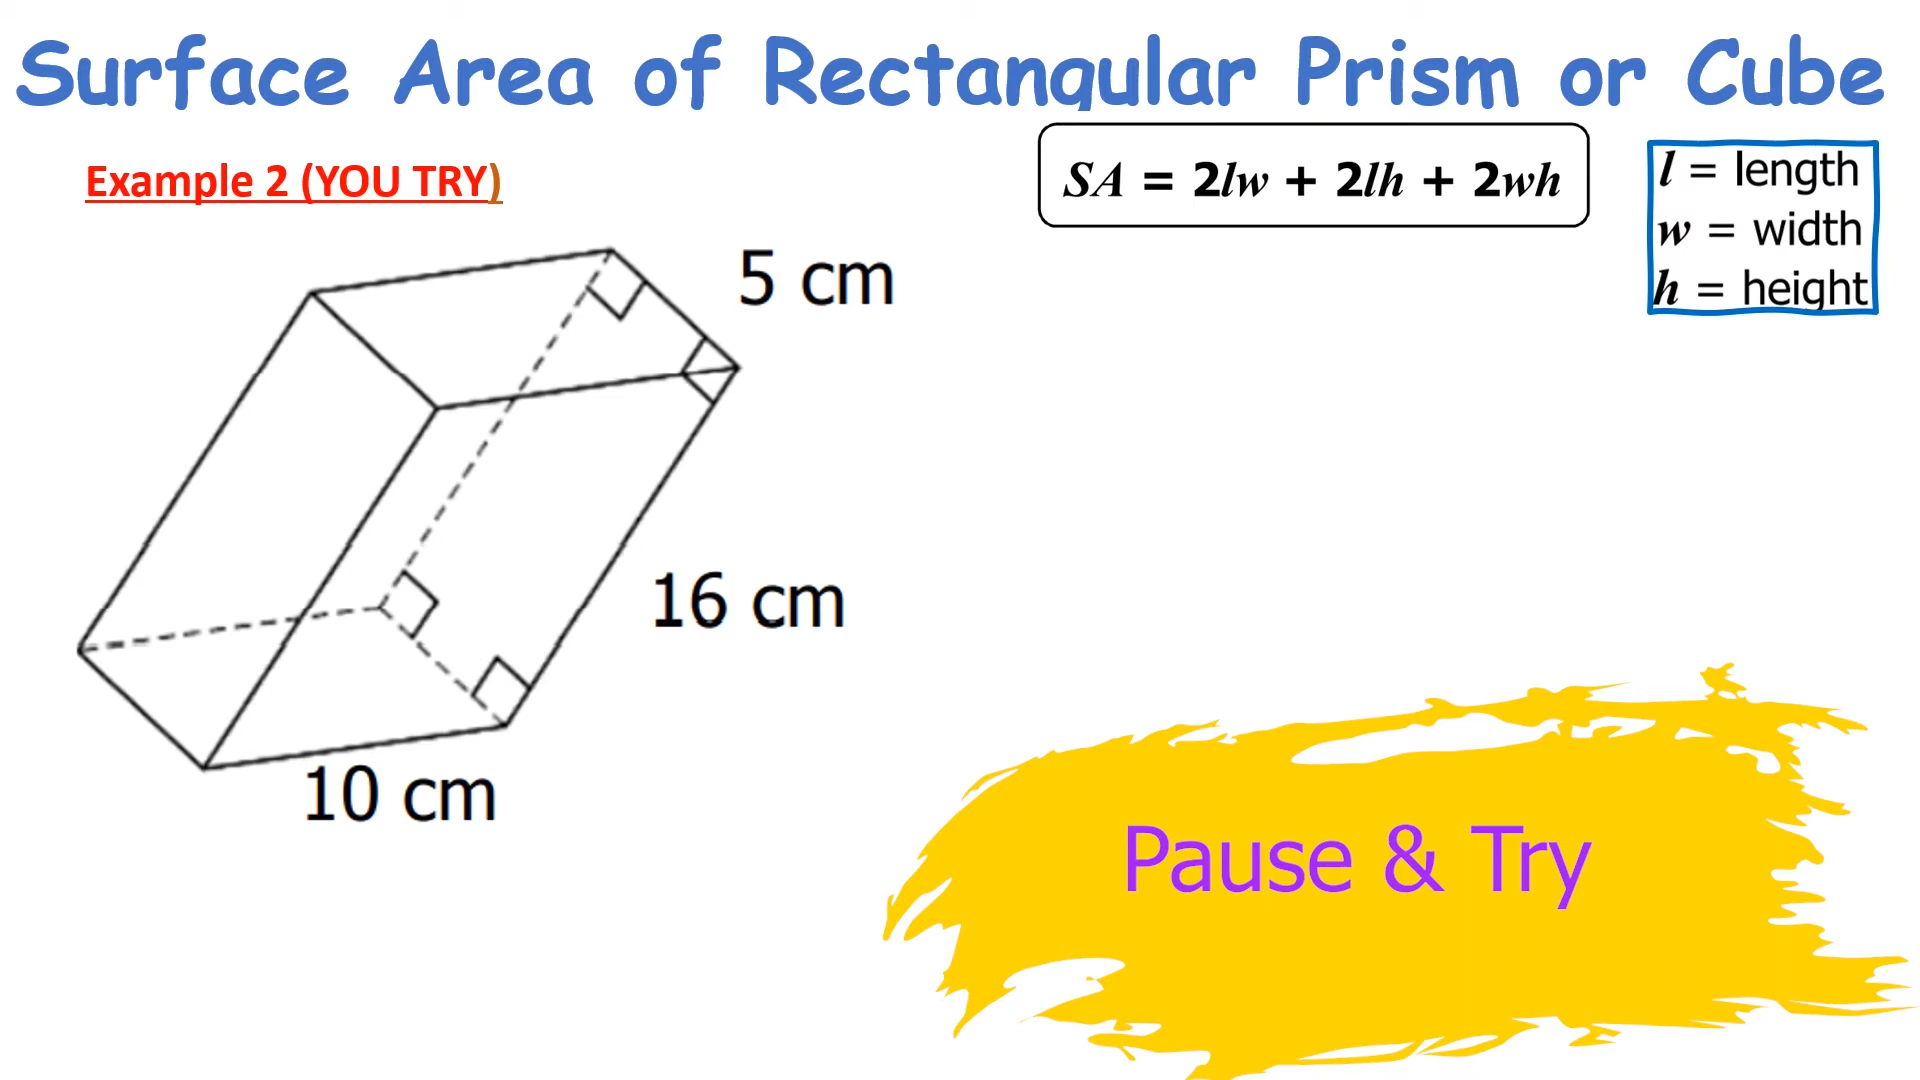 Surface Area of Rectangular Prism or Cube
Example 2 (YOU TRY)
SA = 2lw + 2lh + 2wh
l = length
w = width
h = height
5 cm
16 cm
10 cm
Pause & Try